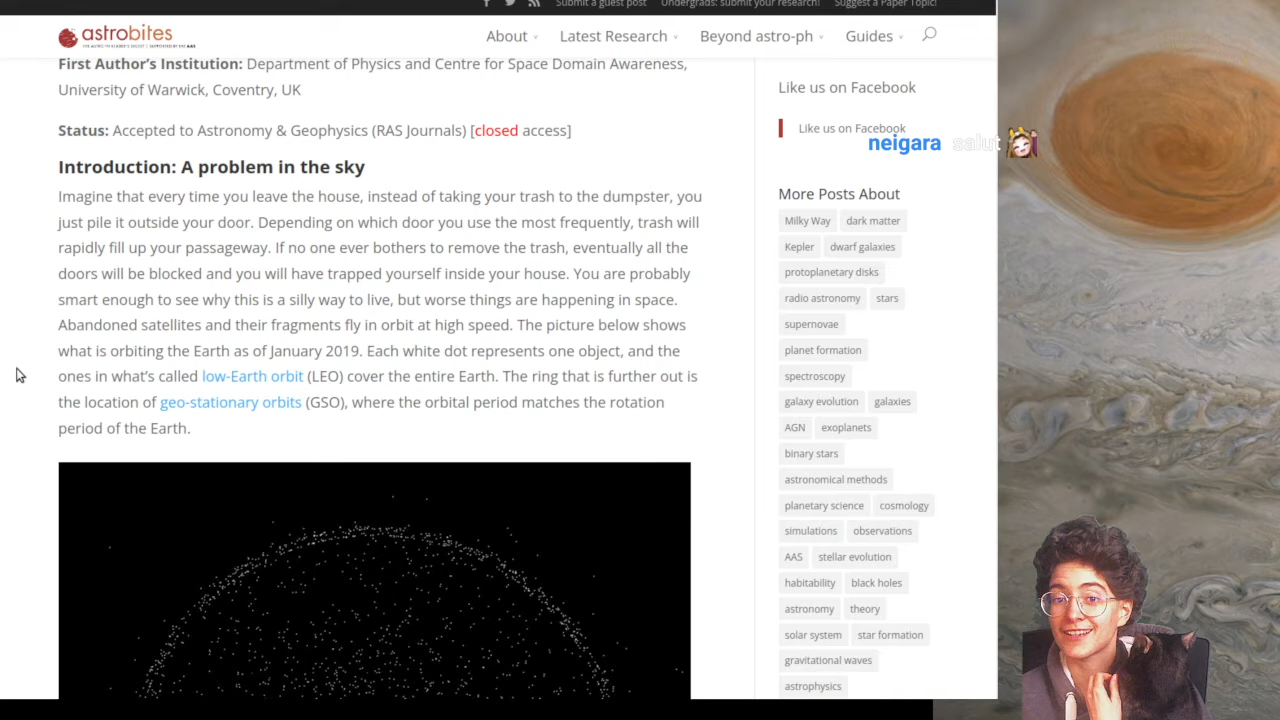 Submit a guest post Undergrads: submit your research! Suggest a Paper Topic!
astrobites
About Latest Research Beyond astro-ph Guides
First Author's Institution: Department of Physics and Centre for Space Domain Awareness,
University of Warwick, Coventry, UK
Status: Accepted to Astronomy & Geophysics (RAS Journals) [closed access]
Introduction: A problem in the sky
Imagine that every time you leave the house, instead of taking your trash to the dumpster, you
just pile it outside your door. Depending on which door you use the most frequently, trash will
rapidly fill up your passageway. If no one ever bothers to remove the trash, eventually all the
doors will be blocked and you will have trapped yourself inside your house. You are probably
smart enough to see why this is a silly way to live, but worse things are happening in space.
Abandoned satellites and their fragments fly in orbit at high speed. The picture below shows
what is orbiting the Earth as of January 2019. Each white dot represents one object, and the
ones in what's called low-Earth orbit (LEO) cover the entire Earth. The ring that is further out is
the location of geo-stationary orbits (GSO), where the orbital period matches the rotation
period of the Earth.
Like us on Facebook
Like us on Facebook
neigara salut
More Posts About
Milky Way dark matter
Kepler dwarf galaxies
protoplanetary disks
radio astronomy stars
supernovae
planet formation
spectroscopy
galaxy evolution galaxies
AGN exoplanets
binary stars
astronomical methods
planetary science cosmology
simulations observations
AAS stellar evolution
habitability black holes
astronomy theory
solar system star formation
gravitational waves
astrophysics